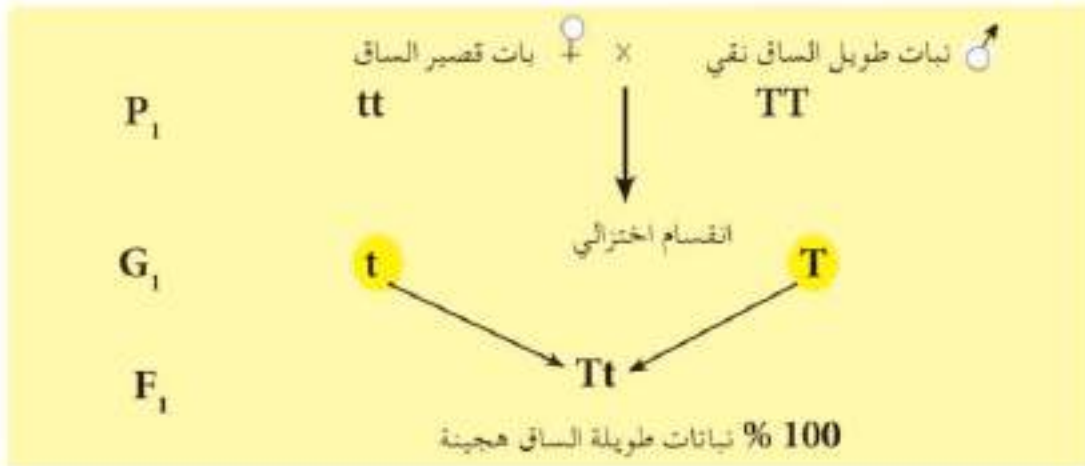 نبات طويل الساق نقي × بات قصير الساق
P1 TT tt
انقسام اختزالي
G1 T t
F1 Tt
100 % نباتات طويلة الساق هجينة